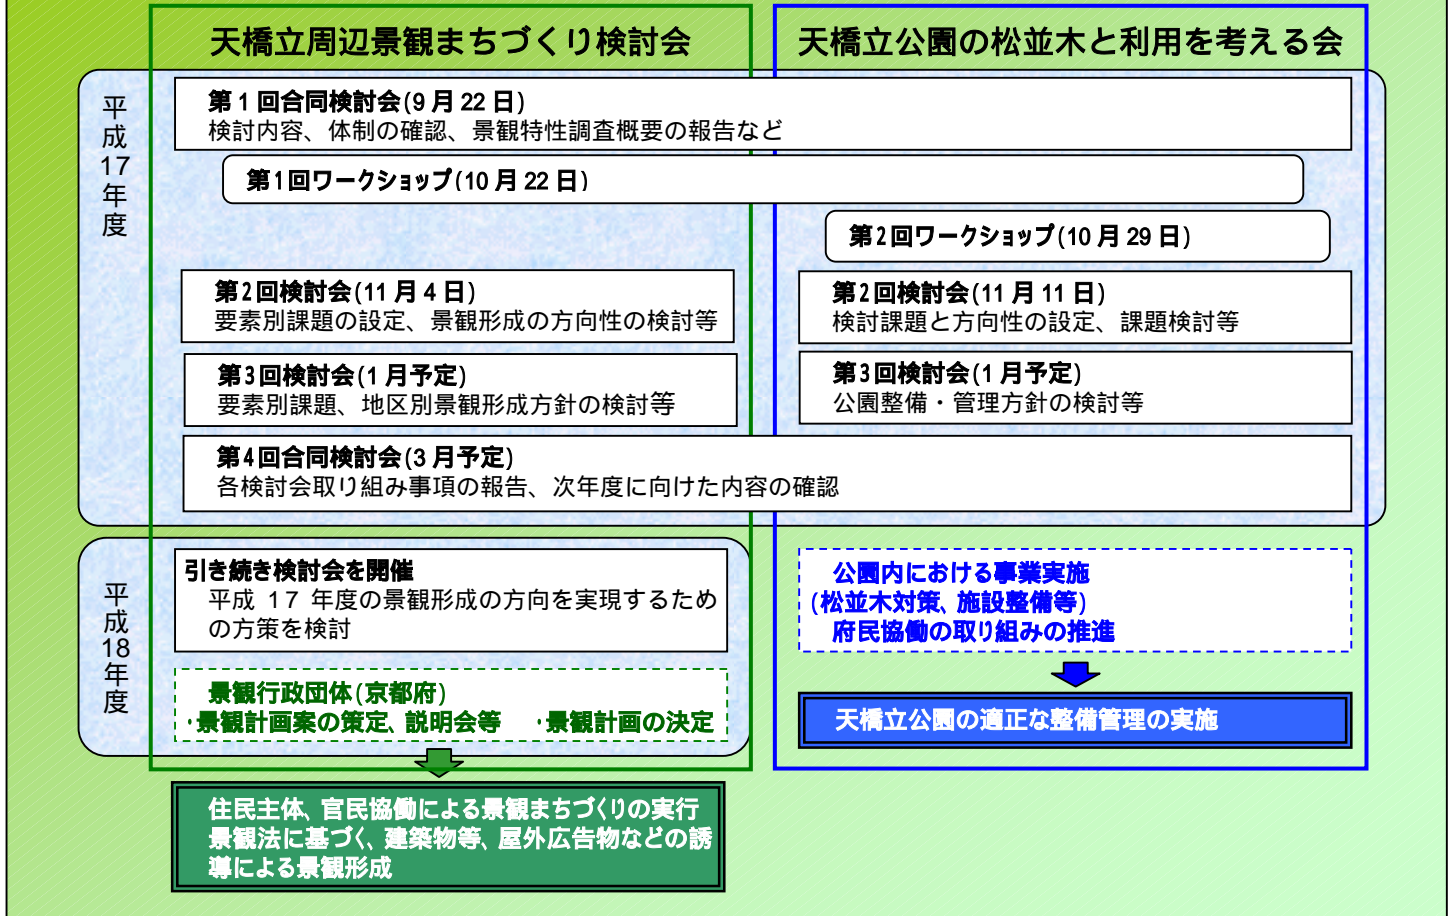 天橋立周辺景観まちづくり検討会
天橋立公園の松並木と利用を考える会
平成17年度
第1回合同検討会(9月22日)
検討内容、体制の確認、景観特性調査概要の報告など
第1回ワークショップ(10月22日)
第2回ワークショップ(10月29日)
第2回検討会(11月4日)
要素別課題の設定、景観形成の方向性の検討等
第2回検討会(11月11日)
検討課題と方向性の設定、課題検討等
第3回検討会(1月予定)
要素別課題、地区別景観形成方針の検討等
第3回検討会(1月予定)
公園整備・管理方針の検討等
第4回合同検討会(3月予定)
各検討会取り組み事項の報告、次年度に向けた内容の確認
平成18年度
引き続き検討会を開催
平成 17 年度の景観形成の方向を実現するため
の方策を検討
景観行政団体(京都府)
・景観計画案の策定、説明会等 ・景観計画の決定
公園内における事業実施
(松並木対策、施設整備等)
府民協働の取り組みの推進
天橋立公園の適正な整備管理の実施
住民主体、官民協働による景観まちづくりの実行
景観法に基づく、建築物等、屋外広告物などの誘
導による景観形成